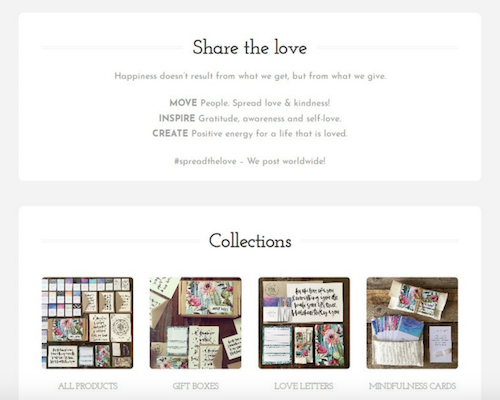 Share the love
Happiness doesn't result from what we get, but from what we give.
MOVE People. Spread love & kindness!
INSPIRE Gratitude, awareness and self-love.
CREATE Positive energy for a life that is loved.
#spreadthelove – We post worldwide!
Collections
ALL PRODUCTS
GIFT BOXES
LOVE LETTERS
MINDFULNESS CARDS